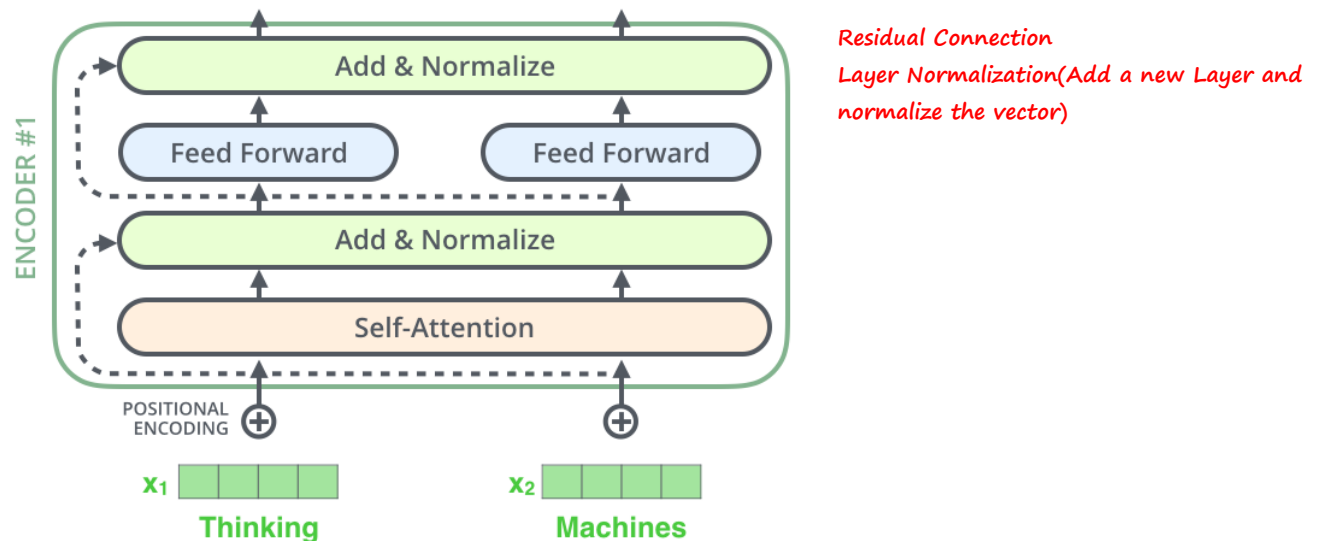 Residual Connection
Layer Normalization(Add a new Layer and
normalize the vector)
ENCODER #1
Add & Normalize
Feed Forward Feed Forward
Add & Normalize
Self-Attention
POSITIONAL
ENCODING
x1 x2
Thinking Machines